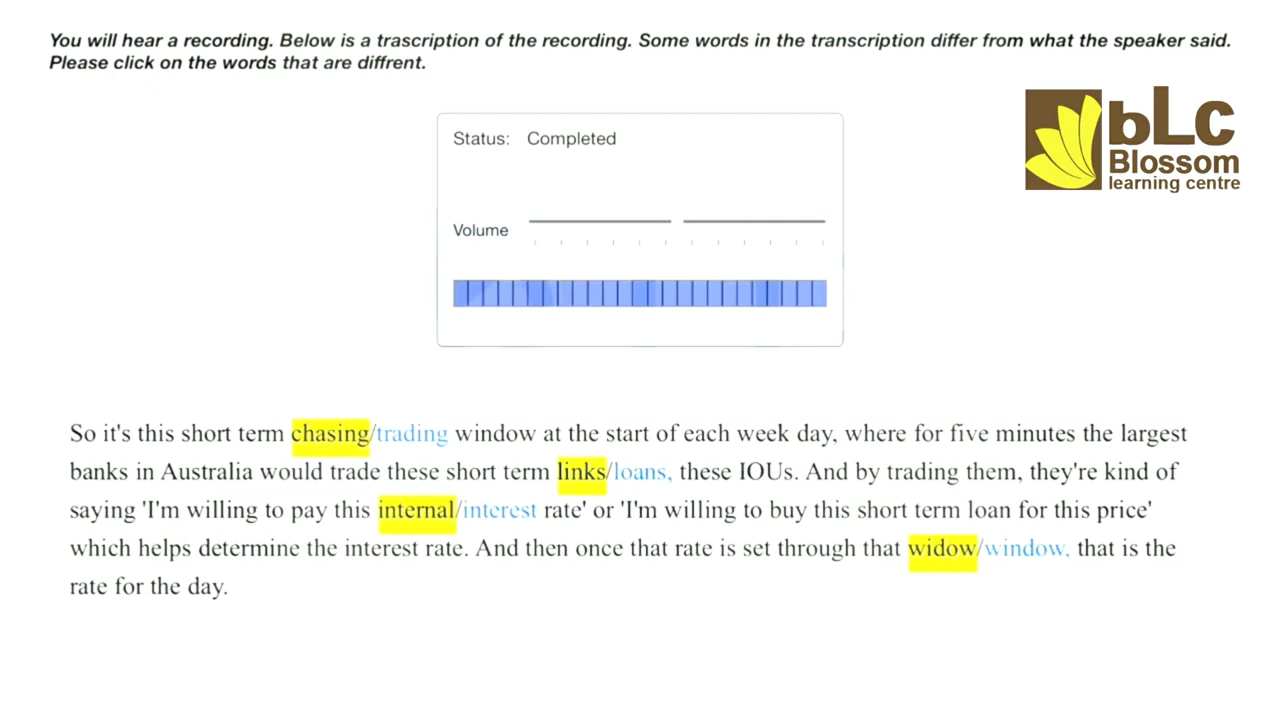 You will hear a recording. Below is a trascription of the recording. Some words in the transcription differ from what the speaker said.
Please click on the words that are diffrent.
bLc
Blossom
learning centre
Status: Completed
Volume
So it's this short term chasing/trading window at the start of each week day, where for five minutes the largest
banks in Australia would trade these short term links/loans, these IOUs. And by trading them, they're kind of
saying 'I'm willing to pay this internal/interest rate' or 'I'm willing to buy this short term loan for this price'
which helps determine the interest rate. And then once that rate is set through that widow/window, that is the
rate for the day.